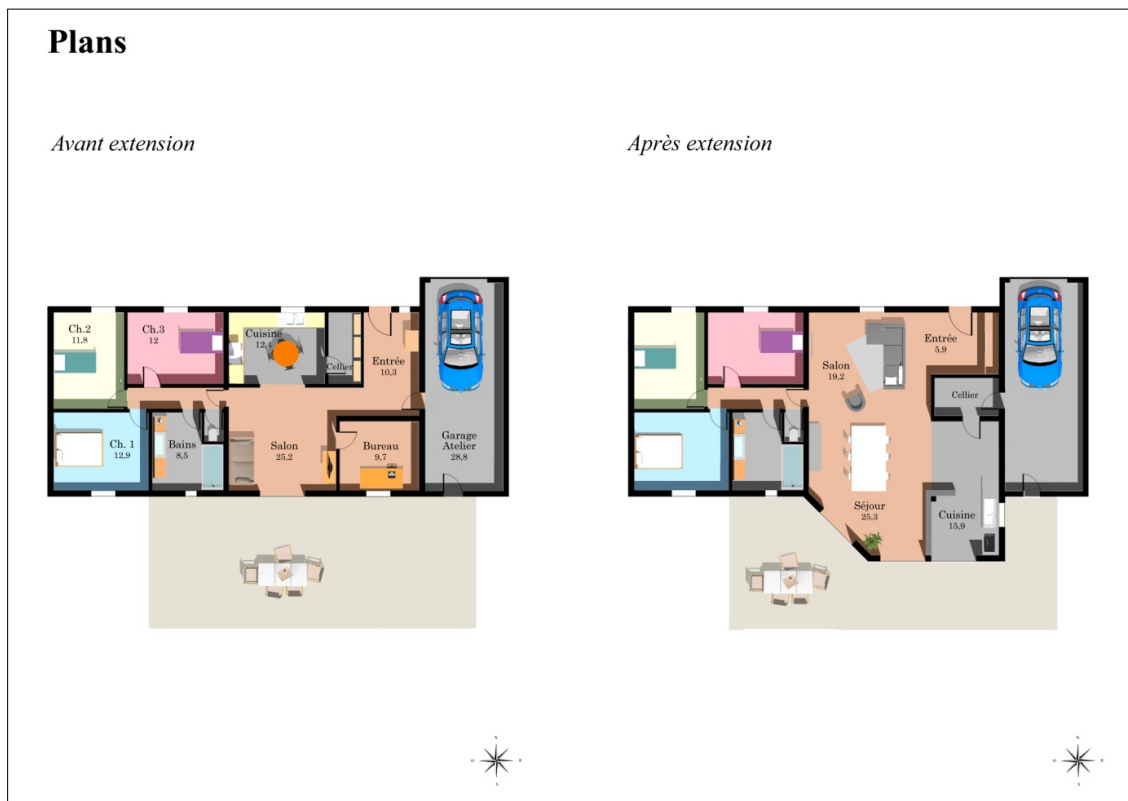 Plans
Avant extension
Après extension
Ch.2
11,8
Ch.3
12
Cuisine
12,4
Cellier
Entrée
10,3
Ch. 1
12,9
Bains
8,5
Salon
25,2
Bureau
9,7
Garage
Atelier
28,8
Salon
19,2
Entrée
5,9
Cellier
Séjour
25,3
Cuisine
15,9
N
O
E
S
N
O
E
S